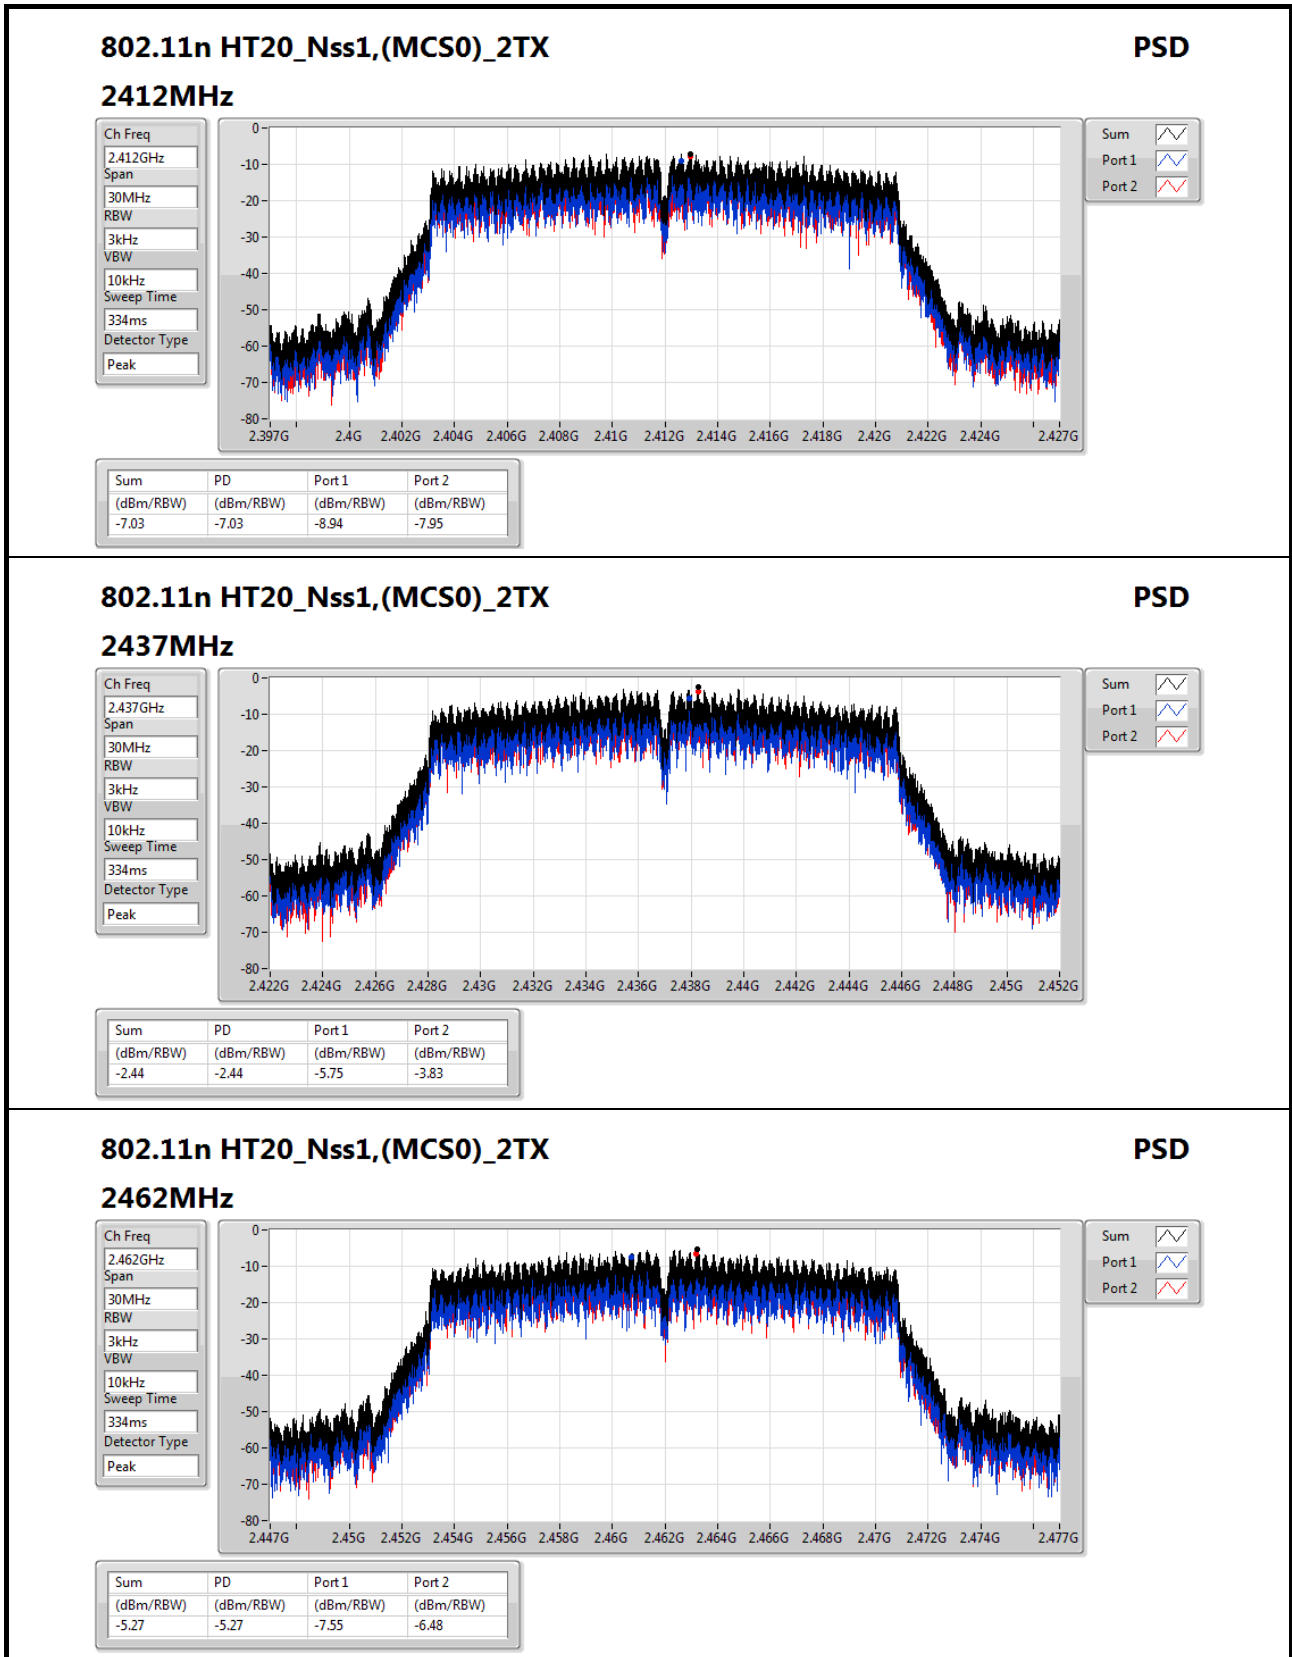 802.11n HT20_Nss1,(MCS0)_2TX PSD
2412MHz
Ch Freq
2.412GHz
Span
30MHz
RBW
3kHz
VBW
10kHz
Sweep Time
334ms
Detector Type
Peak
0
-10
-20
-30
-40
-50
-60
-70
-80
2.397G 2.4G 2.402G 2.404G 2.406G 2.408G 2.41G 2.412G 2.414G 2.416G 2.418G 2.42G 2.422G 2.424G 2.427G
Sum
Port 1
Port 2
Sum PD Port 1 Port 2
(dBm/RBW) (dBm/RBW) (dBm/RBW) (dBm/RBW)
-7.03 -7.03 -8.94 -7.95
802.11n HT20_Nss1,(MCS0)_2TX PSD
2437MHz
Ch Freq
2.437GHz
Span
30MHz
RBW
3kHz
VBW
10kHz
Sweep Time
334ms
Detector Type
Peak
0
-10
-20
-30
-40
-50
-60
-70
-80
2.422G 2.424G 2.426G 2.428G 2.43G 2.432G 2.434G 2.436G 2.438G 2.44G 2.442G 2.444G 2.446G 2.448G 2.45G 2.452G
Sum
Port 1
Port 2
Sum PD Port 1 Port 2
(dBm/RBW) (dBm/RBW) (dBm/RBW) (dBm/RBW)
-2.44 -2.44 -5.75 -3.83
802.11n HT20_Nss1,(MCS0)_2TX PSD
2462MHz
Ch Freq
2.462GHz
Span
30MHz
RBW
3kHz
VBW
10kHz
Sweep Time
334ms
Detector Type
Peak
0
-10
-20
-30
-40
-50
-60
-70
-80
2.447G 2.45G 2.452G 2.454G 2.456G 2.458G 2.46G 2.462G 2.464G 2.466G 2.468G 2.47G 2.472G 2.474G 2.477G
Sum
Port 1
Port 2
Sum PD Port 1 Port 2
(dBm/RBW) (dBm/RBW) (dBm/RBW) (dBm/RBW)
-5.27 -5.27 -7.55 -6.48